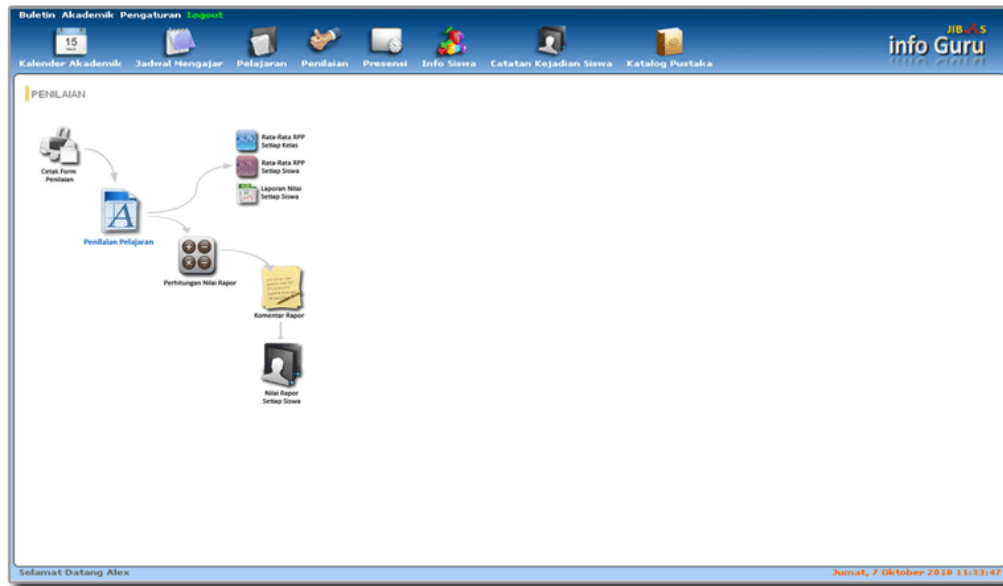 Buletin Akademik Pengaturan Logout
JIBAS
info Guru
15
Kalender Akademik Jadwal Mengajar Pelajaran Penilaian Presensi Info Siswa Catatan Kejadian Siswa Katalog Pustaka
PENILAIAN
Cetak Form
Penilaian
Rata-Rata RPP
Setiap Kelas
Rata-Rata RPP
Setiap Siswa
Laporan Nilai
Setiap Siswa
A
Penilaian Pelajaran
Perhitungan Nilai Rapor
Komentar Rapor
Nilai Rapor
Setiap Siswa
Selamat Datang Alex
Jumat, 7 Oktober 2010 11:33:47